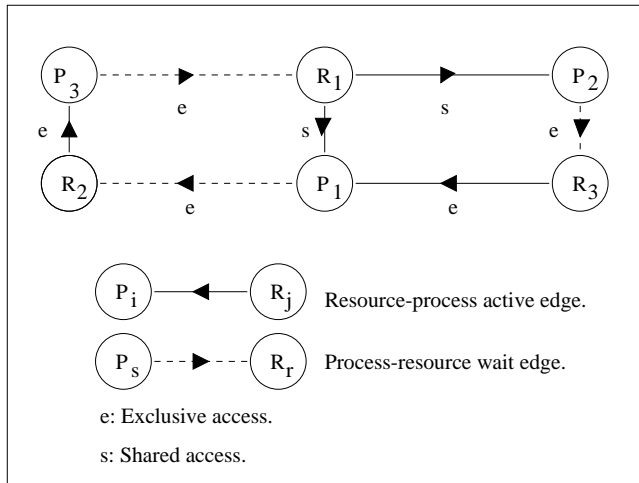 P3 R1 P2
e s
e s e
R2 P1 R3
e e
Pi Rj Resource-process active edge.
Ps Rr Process-resource wait edge.
e: Exclusive access.
s: Shared access.